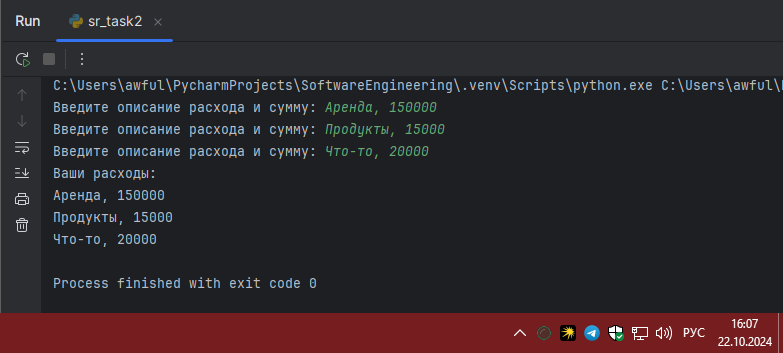 Run sr_task2
C:\Users\awful\PycharmProjects\SoftwareEngineering\.venv\Scripts\python.exe C:\Users\awful\
Введите описание расхода и сумму: Аренда, 150000
Введите описание расхода и сумму: Продукты, 15000
Введите описание расхода и сумму: Что-то, 20000
Ваши расходы:
Аренда, 150000
Продукты, 15000
Что-то, 20000
Process finished with exit code 0
16:07
РУС
22.10.2024